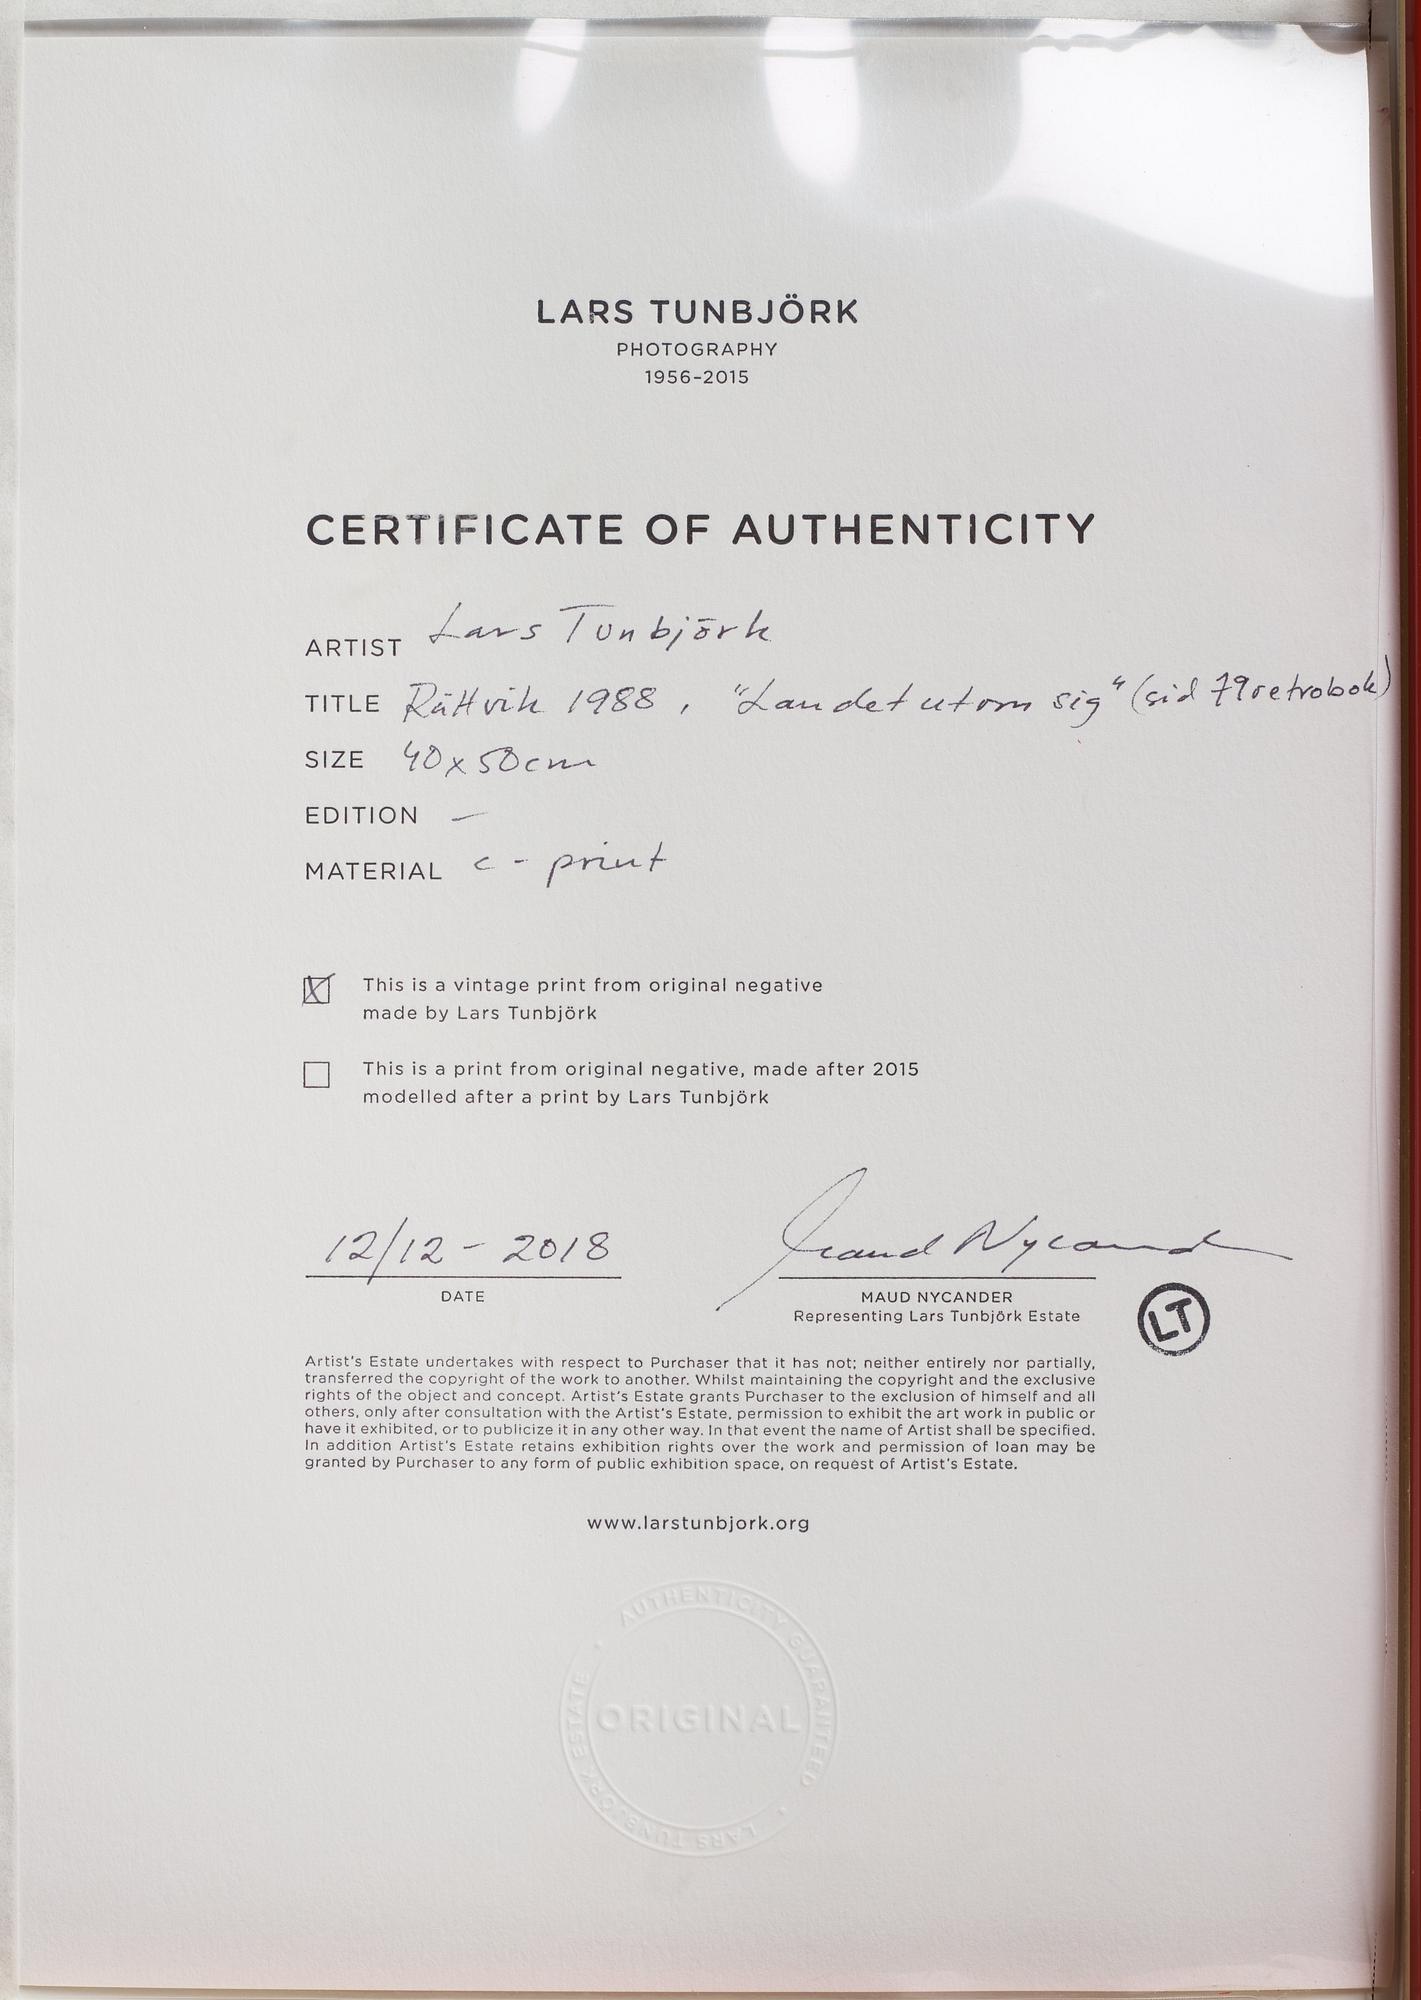 LARS TUNBJÖRK
PHOTOGRAPHY
1956–2015
CERTIFICATE OF AUTHENTICITY
ARTIST Lars Tunbjörk
TITLE Rättvik 1988, "Landet utom sig" (sid 79 retrobok)
SIZE 40x50cm
EDITION –
MATERIAL c - print
X This is a vintage print from original negative
made by Lars Tunbjörk
This is a print from original negative, made after 2015
modelled after a print by Lars Tunbjörk
12/12 - 2018 Maud Nycander
DATE MAUD NYCANDER
Representing Lars Tunbjörk Estate
LT
Artist's Estate undertakes with respect to Purchaser that it has not; neither entirely nor partially,
transferred the copyright of the work to another. Whilst maintaining the copyright and the exclusive
rights of the object and concept. Artist's Estate grants Purchaser to the exclusion of himself and all
others, only after consultation with the Artist's Estate, permission to exhibit the art work in public or
have it exhibited, or to publicize it in any other way. In that event the name of Artist shall be specified.
In addition Artist's Estate retains exhibition rights over the work and permission of loan may be
granted by Purchaser to any form of public exhibition space, on request of Artist's Estate.
www.larstunbjork.org
AUTHENTICITY GUARANTEED
ORIGINAL
LARS TUNBJÖRK ESTATE